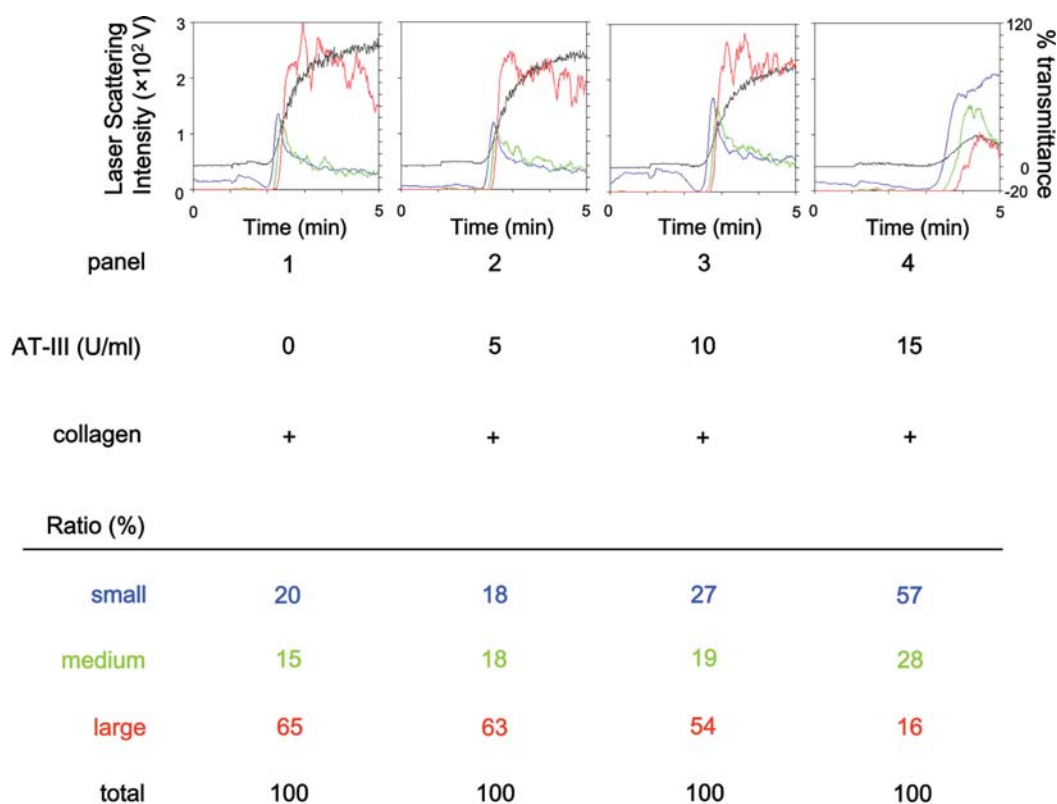 Laser Scattering
Intensity (×10² V)
3
2
1
0
120
0
-20
% transmittance
0 5 0 5 0 5 0 5
Time (min) Time (min) Time (min) Time (min)
panel 1 2 3 4
AT-III (U/ml) 0 5 10 15
collagen + + + +
Ratio (%)
small 20 18 27 57
medium 15 18 19 28
large 65 63 54 16
total 100 100 100 100